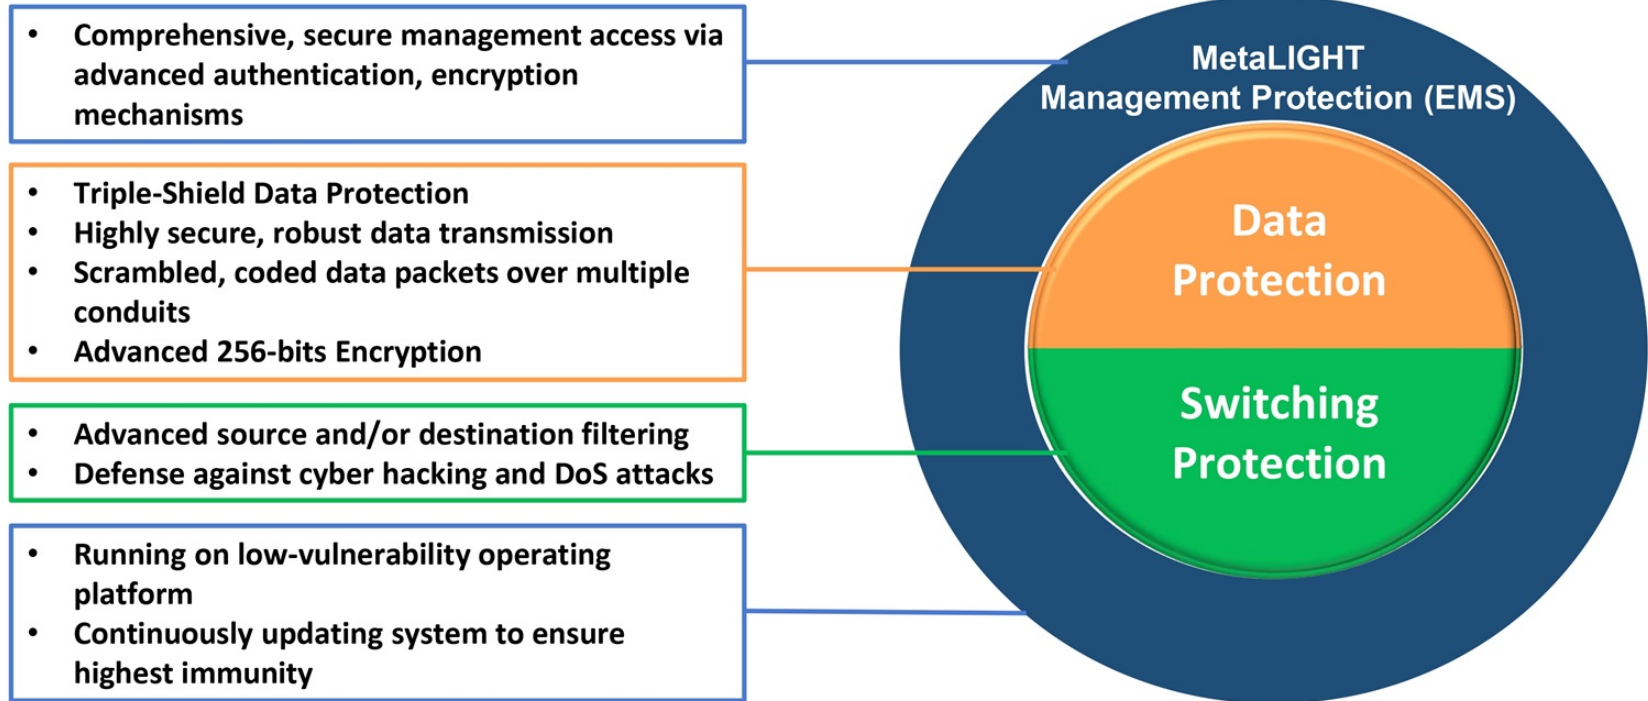 • Comprehensive, secure management access via
advanced authentication, encryption
mechanisms
• Triple-Shield Data Protection
• Highly secure, robust data transmission
• Scrambled, coded data packets over multiple
conduits
• Advanced 256-bits Encryption
• Advanced source and/or destination filtering
• Defense against cyber hacking and DoS attacks
• Running on low-vulnerability operating
platform
• Continuously updating system to ensure
highest immunity
MetaLIGHT
Management Protection (EMS)
Data
Protection
Switching
Protection